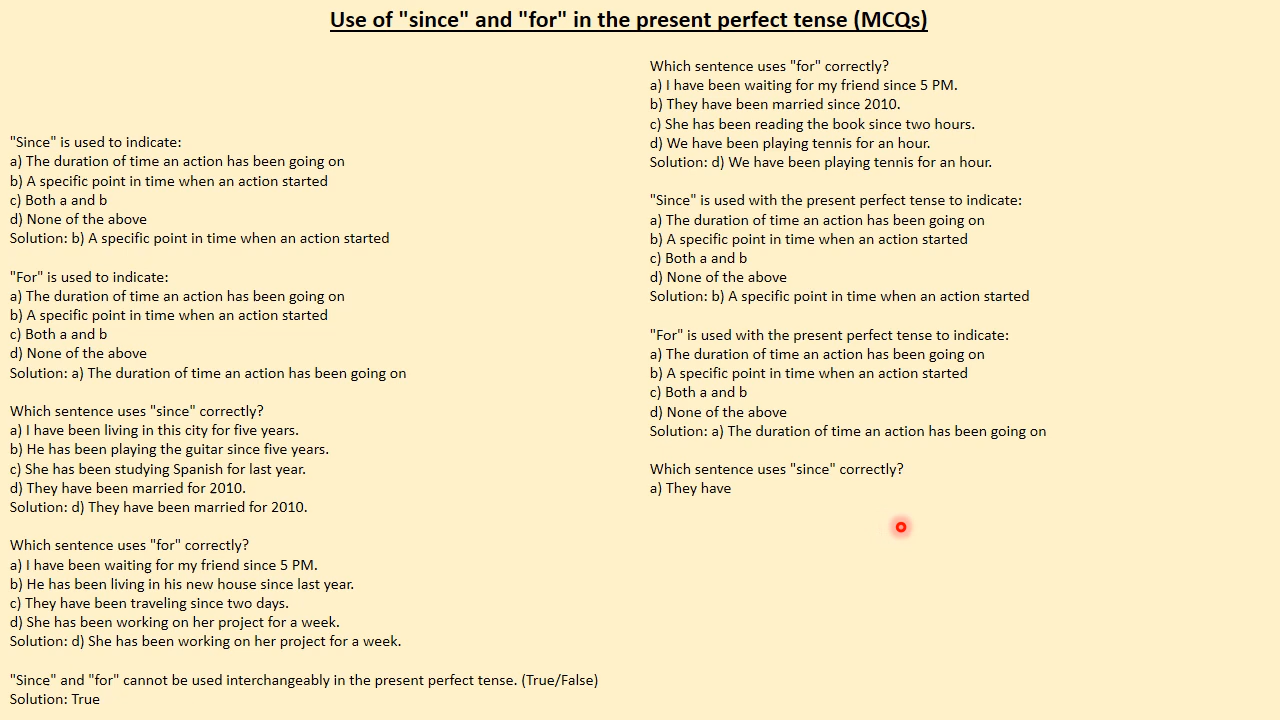 Use of "since" and "for" in the present perfect tense (MCQs)
"Since" is used to indicate:
a) The duration of time an action has been going on
b) A specific point in time when an action started
c) Both a and b
d) None of the above
Solution: b) A specific point in time when an action started
"For" is used to indicate:
a) The duration of time an action has been going on
b) A specific point in time when an action started
c) Both a and b
d) None of the above
Solution: a) The duration of time an action has been going on
Which sentence uses "since" correctly?
a) I have been living in this city for five years.
b) He has been playing the guitar since five years.
c) She has been studying Spanish for last year.
d) They have been married for 2010.
Solution: d) They have been married for 2010.
Which sentence uses "for" correctly?
a) I have been waiting for my friend since 5 PM.
b) He has been living in his new house since last year.
c) They have been traveling since two days.
d) She has been working on her project for a week.
Solution: d) She has been working on her project for a week.
"Since" and "for" cannot be used interchangeably in the present perfect tense. (True/False)
Solution: True
Which sentence uses "for" correctly?
a) I have been waiting for my friend since 5 PM.
b) They have been married since 2010.
c) She has been reading the book since two hours.
d) We have been playing tennis for an hour.
Solution: d) We have been playing tennis for an hour.
"Since" is used with the present perfect tense to indicate:
a) The duration of time an action has been going on
b) A specific point in time when an action started
c) Both a and b
d) None of the above
Solution: b) A specific point in time when an action started
"For" is used with the present perfect tense to indicate:
a) The duration of time an action has been going on
b) A specific point in time when an action started
c) Both a and b
d) None of the above
Solution: a) The duration of time an action has been going on
Which sentence uses "since" correctly?
a) They have